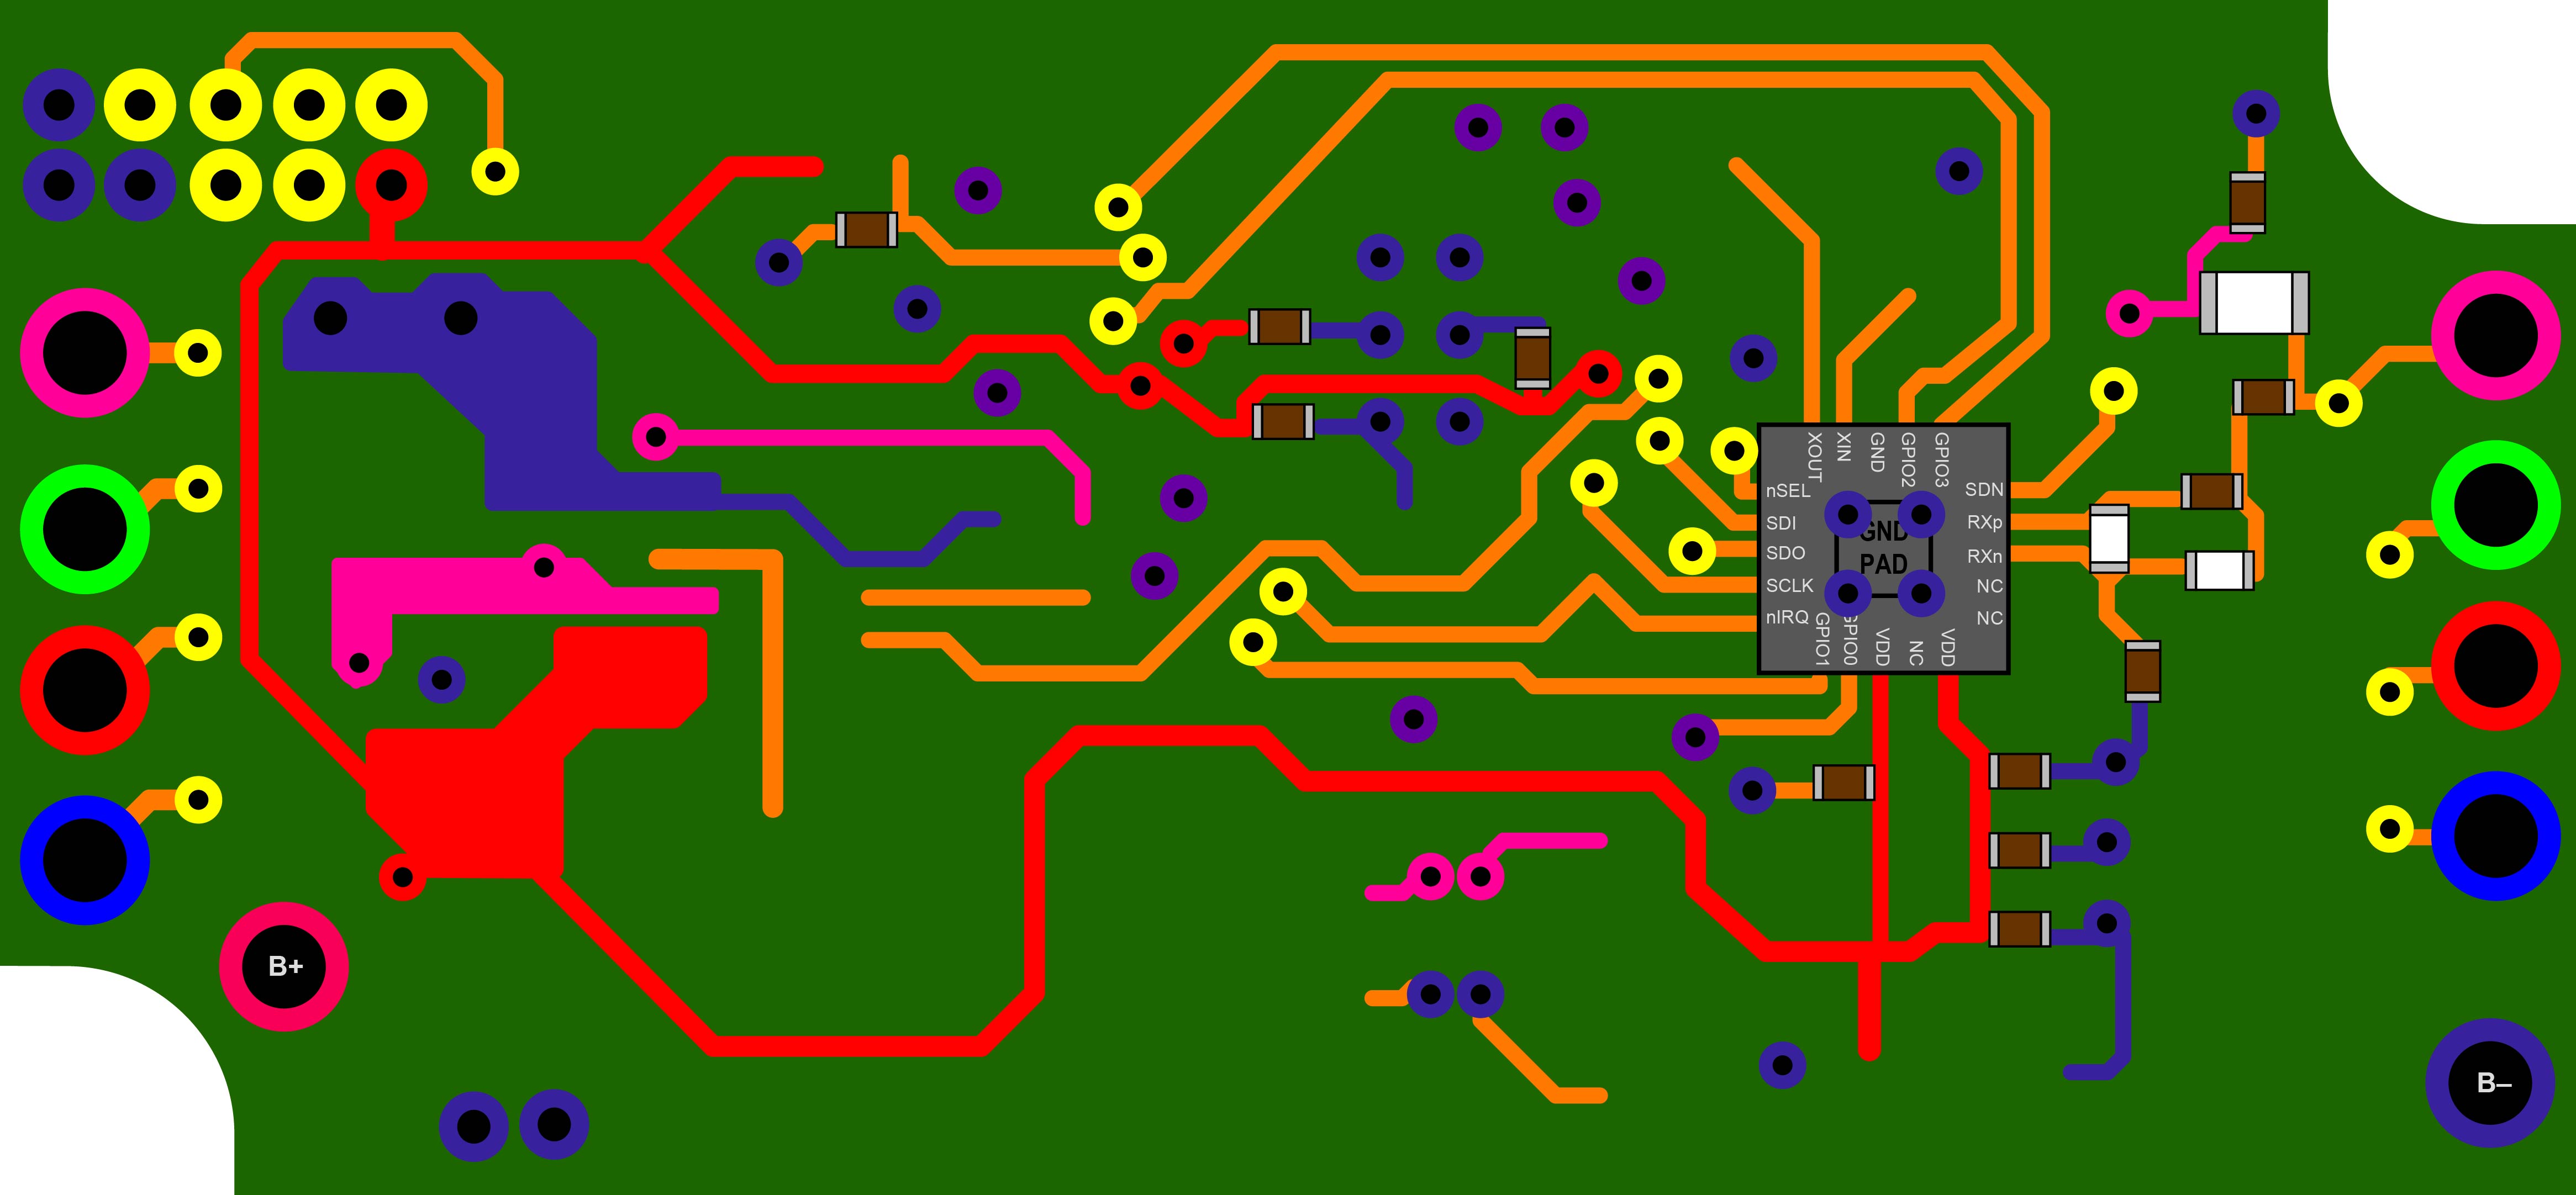 XOUT
XIN
GND
GPIO2
GPIO3
nSEL
SDN
SDI
GND
RXp
SDO
PAD
RXn
SCLK
NC
nIRQ
NC
GPIO1
GPIO0
VDD
NC
VDD
B+
B–